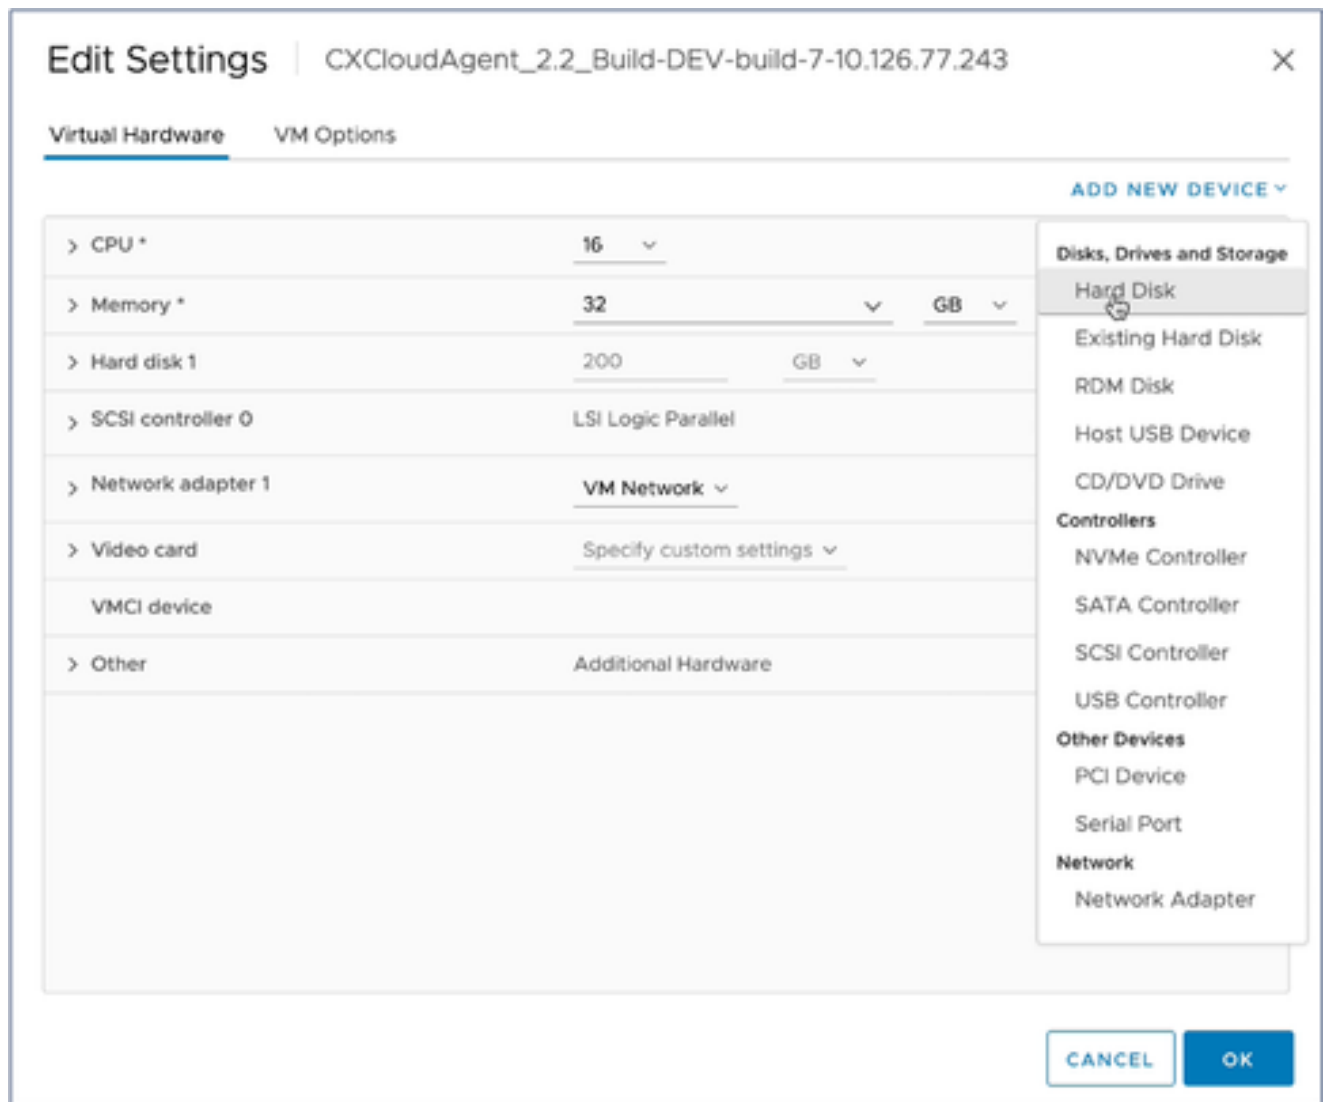 Edit Settings CXCloudAgent_2.2_Build-DEV-build-7-10.126.77.243
Virtual Hardware VM Options
ADD NEW DEVICE
CPU * 16
Memory * 32 GB
Hard disk 1 200 GB
SCSI controller 0 LSI Logic Parallel
Network adapter 1 VM Network
Video card Specify custom settings
VMCI device
Other Additional Hardware
Disks, Drives and Storage
Hard Disk
Existing Hard Disk
RDM Disk
Host USB Device
CD/DVD Drive
Controllers
NVMe Controller
SATA Controller
SCSI Controller
USB Controller
Other Devices
PCI Device
Serial Port
Network
Network Adapter
CANCEL OK